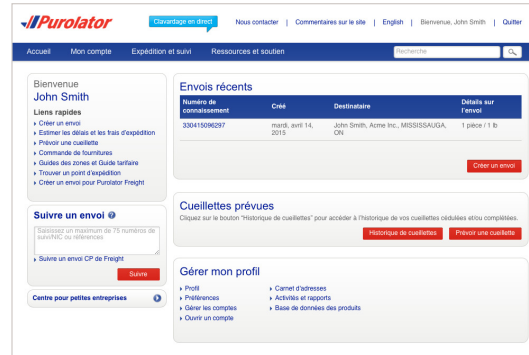 Purolator
Clavardage en direct
Nous contacter | Commentaires sur le site | English | Bienvenue, John Smith | Quitter
Accueil Mon compte Expédition et suivi Ressources et soutien Recherche
Bienvenue
John Smith
Liens rapides
Créer un envoi
Estimer les délais et les frais d'expédition
Prévoir une cueillette
Commande de fournitures
Guides des zones et Guide tarifaire
Trouver un point d'expédition
Créer un envoi pour Purolator Freight
Suivre un envoi
Saisissez un maximum de 75 numéros de
suivi/NIC ou références
Suivre un envoi CP de Freight
Suivre
Centre pour petites entreprises
Envois récents
Numéro de
connaissement
Créé
Destinataire
Détails sur
l'envoi
330415096297
mardi, avril 14,
2015
John Smith, Acme Inc., MISSISSAUGA,
ON
1 pièce / 1 lb
Créer un envoi
Cueillettes prévues
Cliquez sur le bouton "Historique de cueillettes" pour accéder à l'historique de vos cueillettes cédulées et/ou complétées.
Historique de cueillettes Prévoir une cueillette
Gérer mon profil
Profil
Préférences
Gérer les comptes
Ouvrir un compte
Carnet d'adresses
Activités et rapports
Base de données des produits